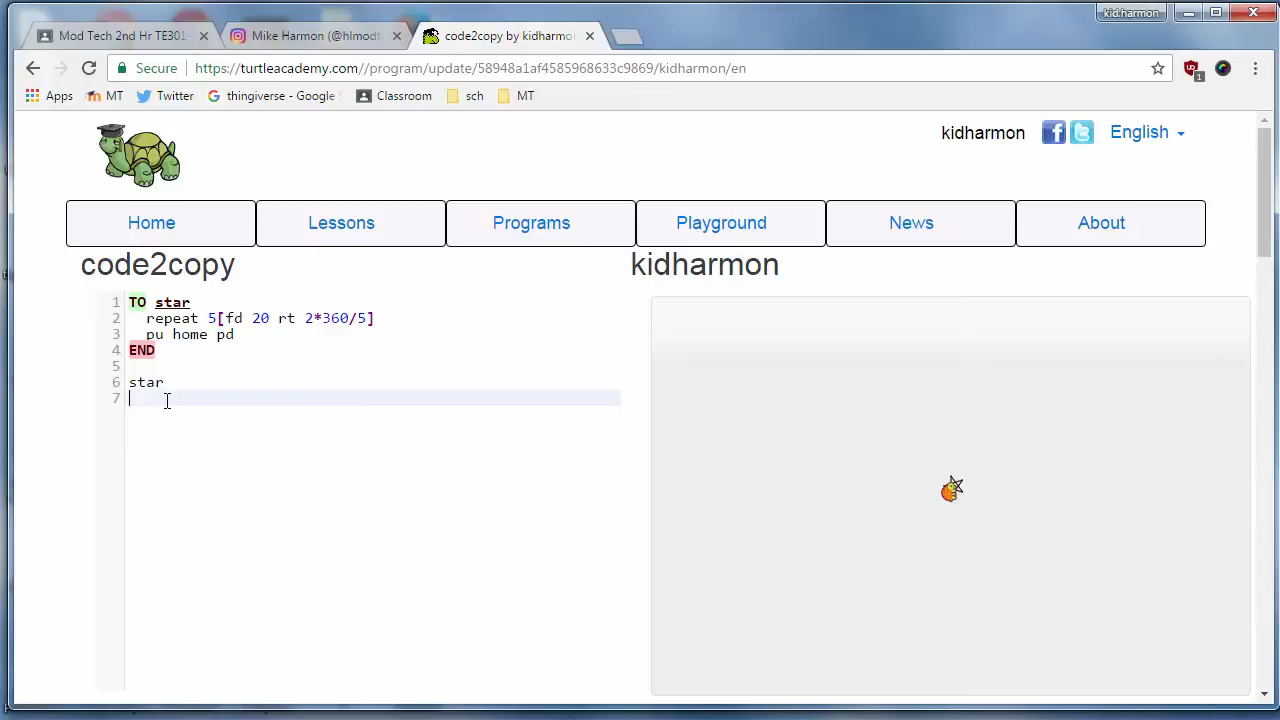 kid.harmon
Mod Tech 2nd Hr TE301-
Mike Harmon (@hlmodt
code2copy by kidharmon
Secure
https://turtleacademy.com//program/update/58948a1af4585968633c9869/kidharmon/en
1
Apps
MT
Twitter
thingiverse - Google
Classroom
sch
MT
kidharmon
English
Home
Lessons
Programs
Playground
News
About
code2copy
kidharmon
1 TO star
2 repeat 5[fd 20 rt 2*360/5]
3 pu home pd
4 END
5
6 star
7